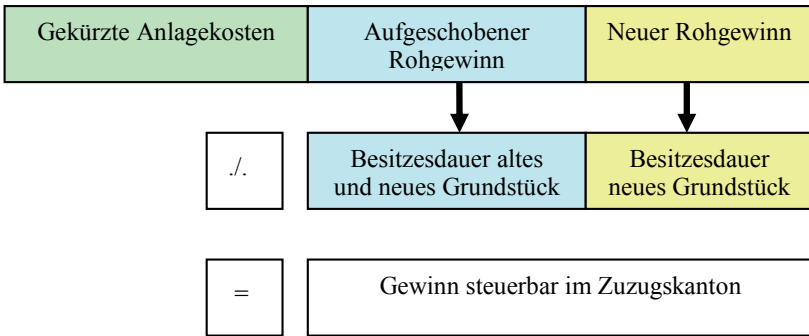 Gekürzte Anlagekosten
Aufgeschobener
Rohgewinn
Neuer Rohgewinn
./.
Besitzesdauer altes
und neues Grundstück
Besitzesdauer
neues Grundstück
=
Gewinn steuerbar im Zuzugskanton